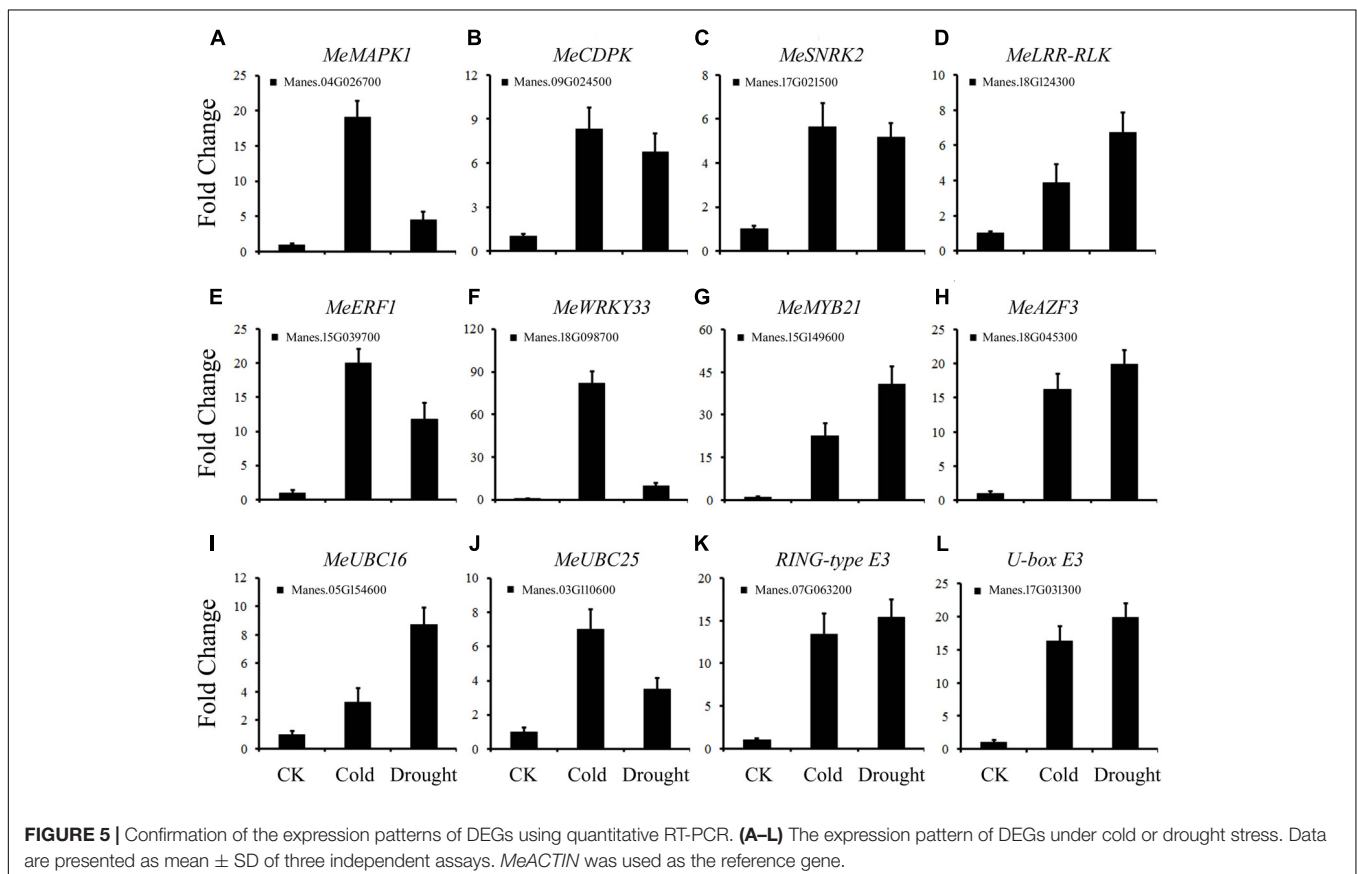 A
MeMAPK1
25
20
15
10
5
0
Manes.04G026700
Fold Change
B
MeCDPK
12
9
6
3
0
Manes.09G024500
C
MeSNRK2
8
6
4
2
0
Manes.17G021500
D
MeLRR-RLK
10
8
6
4
2
0
Manes.18G124300
E
MeERF1
25
20
15
10
5
0
Manes.15G039700
Fold Change
F
MeWRKY33
120
90
60
30
0
Manes.18G098700
G
MeMYB21
60
45
30
15
0
Manes.15G149600
H
MeAZF3
25
20
15
10
5
0
Manes.18G045300
I
MeUBC16
12
10
8
6
4
2
0
Manes.05G154600
Fold Change
CK Cold Drought
J
MeUBC25
10
8
6
4
2
0
Manes.03G110600
CK Cold Drought
K
RING-type E3
20
15
10
5
0
Manes.07G063200
CK Cold Drought
L
U-box E3
25
20
15
10
5
0
Manes.17G031300
CK Cold Drought
FIGURE 5 | Confirmation of the expression patterns of DEGs using quantitative RT-PCR. (A–L) The expression pattern of DEGs under cold or drought stress. Data
are presented as mean ± SD of three independent assays. MeACTIN was used as the reference gene.